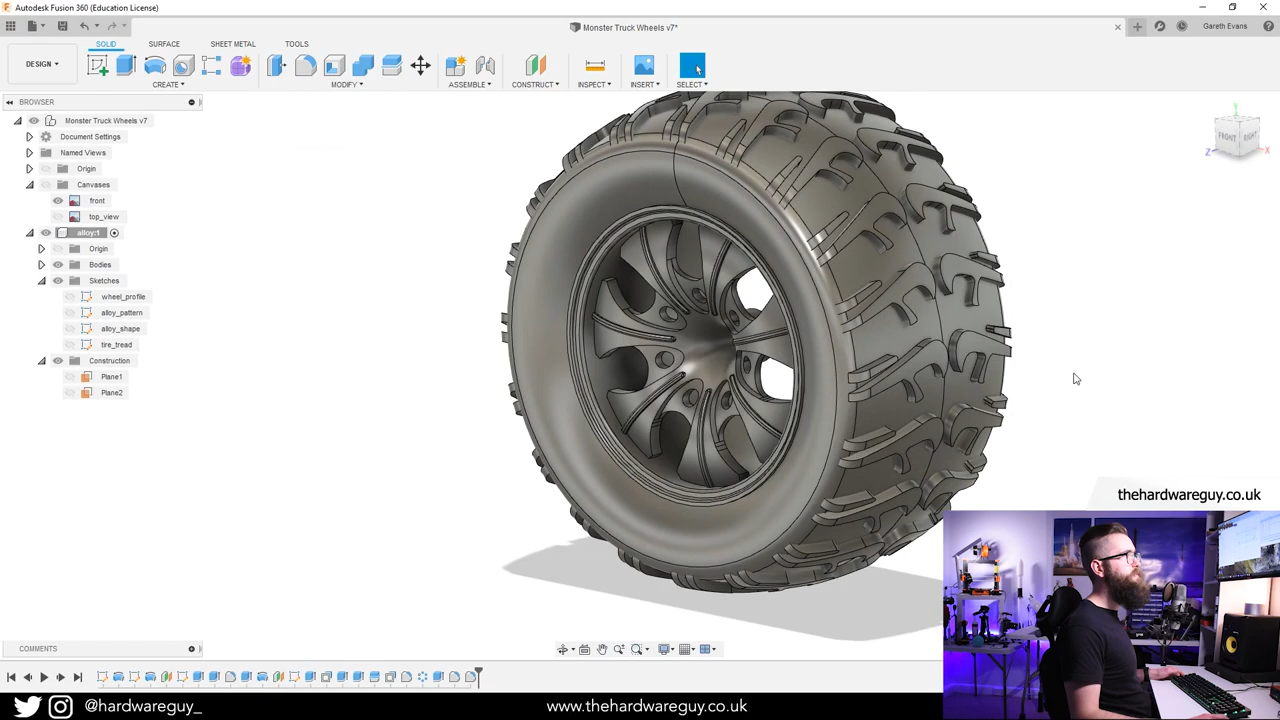 Autodesk Fusion 360 (Education License)
Monster Truck Wheels v7*
Gareth Evans
SOLID SURFACE SHEET METAL TOOLS
DESIGN
CREATE MODIFY ASSEMBLE CONSTRUCT INSPECT INSERT SELECT
BROWSER
Monster Truck Wheels v7
Document Settings
Named Views
Origin
Canvases
front
top_view
alloy:1
Origin
Bodies
Sketches
wheel_profile
alloy_pattern
alloy_shape
tire_tread
Construction
Plane1
Plane2
FRONT RIGHT
Y
Z
X
thehardwareguy.co.uk
COMMENTS
@hardwareguy_
www.thehardwareguy.co.uk